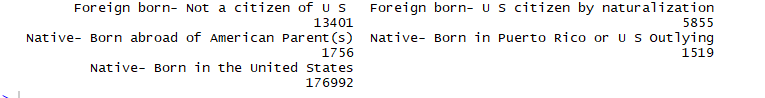 Foreign born- Not a citizen of U S Foreign born- U S citizen by naturalization
13401 5855
Native- Born abroad of American Parent(s) Native- Born in Puerto Rico or U S Outlying
1756 1519
Native- Born in the United States
176992
>